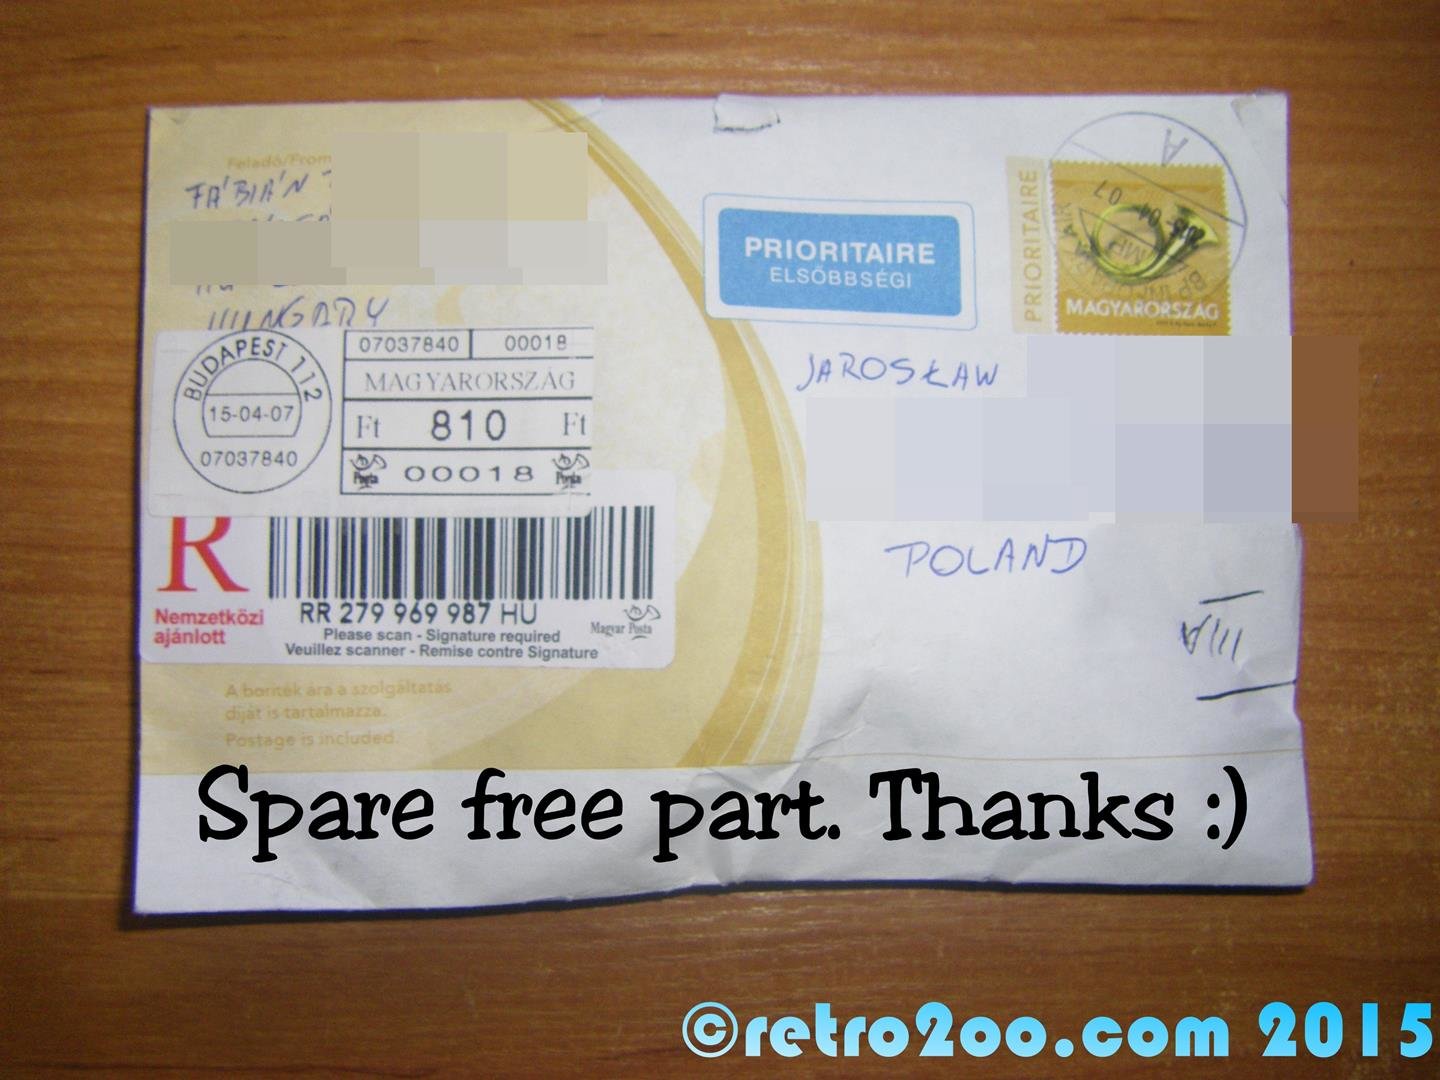 Feladó/From
FÁBIÁN
HUNGARY
BUDAPEST 112
15-04-07
07037840
07037840 00018
MAGYARORSZÁG
Ft 810 Ft
Posta 00018 Posta
R
Nemzetközi
ajánlott
RR 279 969 987 HU
Please scan - Signature required
Veuillez scanner - Remise contre Signature
Magyar Posta
A boríték ára a szolgáltatás
díját is tartalmazza.
Postage is included.
PRIORITAIRE
ELSŐBBSÉGI
PRIORITAIRE
MAGYARORSZÁG
JAROSŁAW
POLAND
Spare free part. Thanks :)
©retro2oo.com 2015